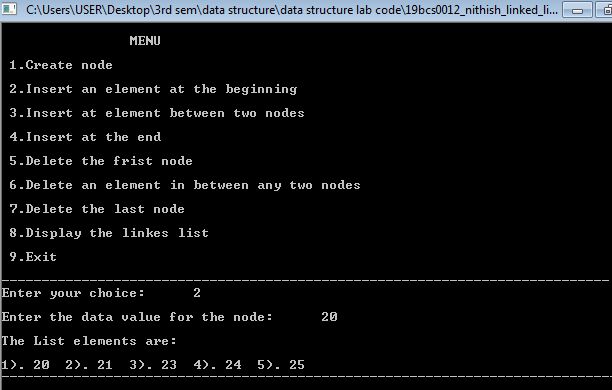 C:\Users\USER\Desktop\3rd sem\data structure\data structure lab code\19bcs0012_nithish_linked_li...
MENU
1.Create node
2.Insert an element at the beginning
3.Insert at element between two nodes
4.Insert at the end
5.Delete the frist node
6.Delete an element in between any two nodes
7.Delete the last node
8.Display the linkes list
9.Exit
Enter your choice: 2
Enter the data value for the node: 20
The List elements are:
1). 20 2). 21 3). 23 4). 24 5). 25